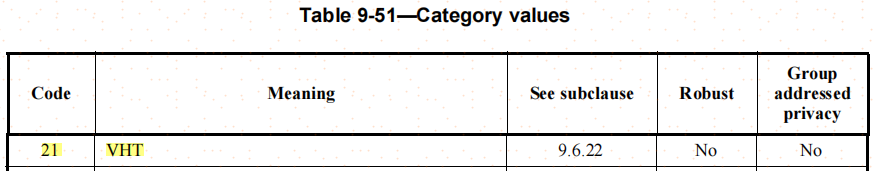 Table 9-51—Category values
Code Meaning See subclause Robust Group addressed privacy
21 VHT 9.6.22 No No